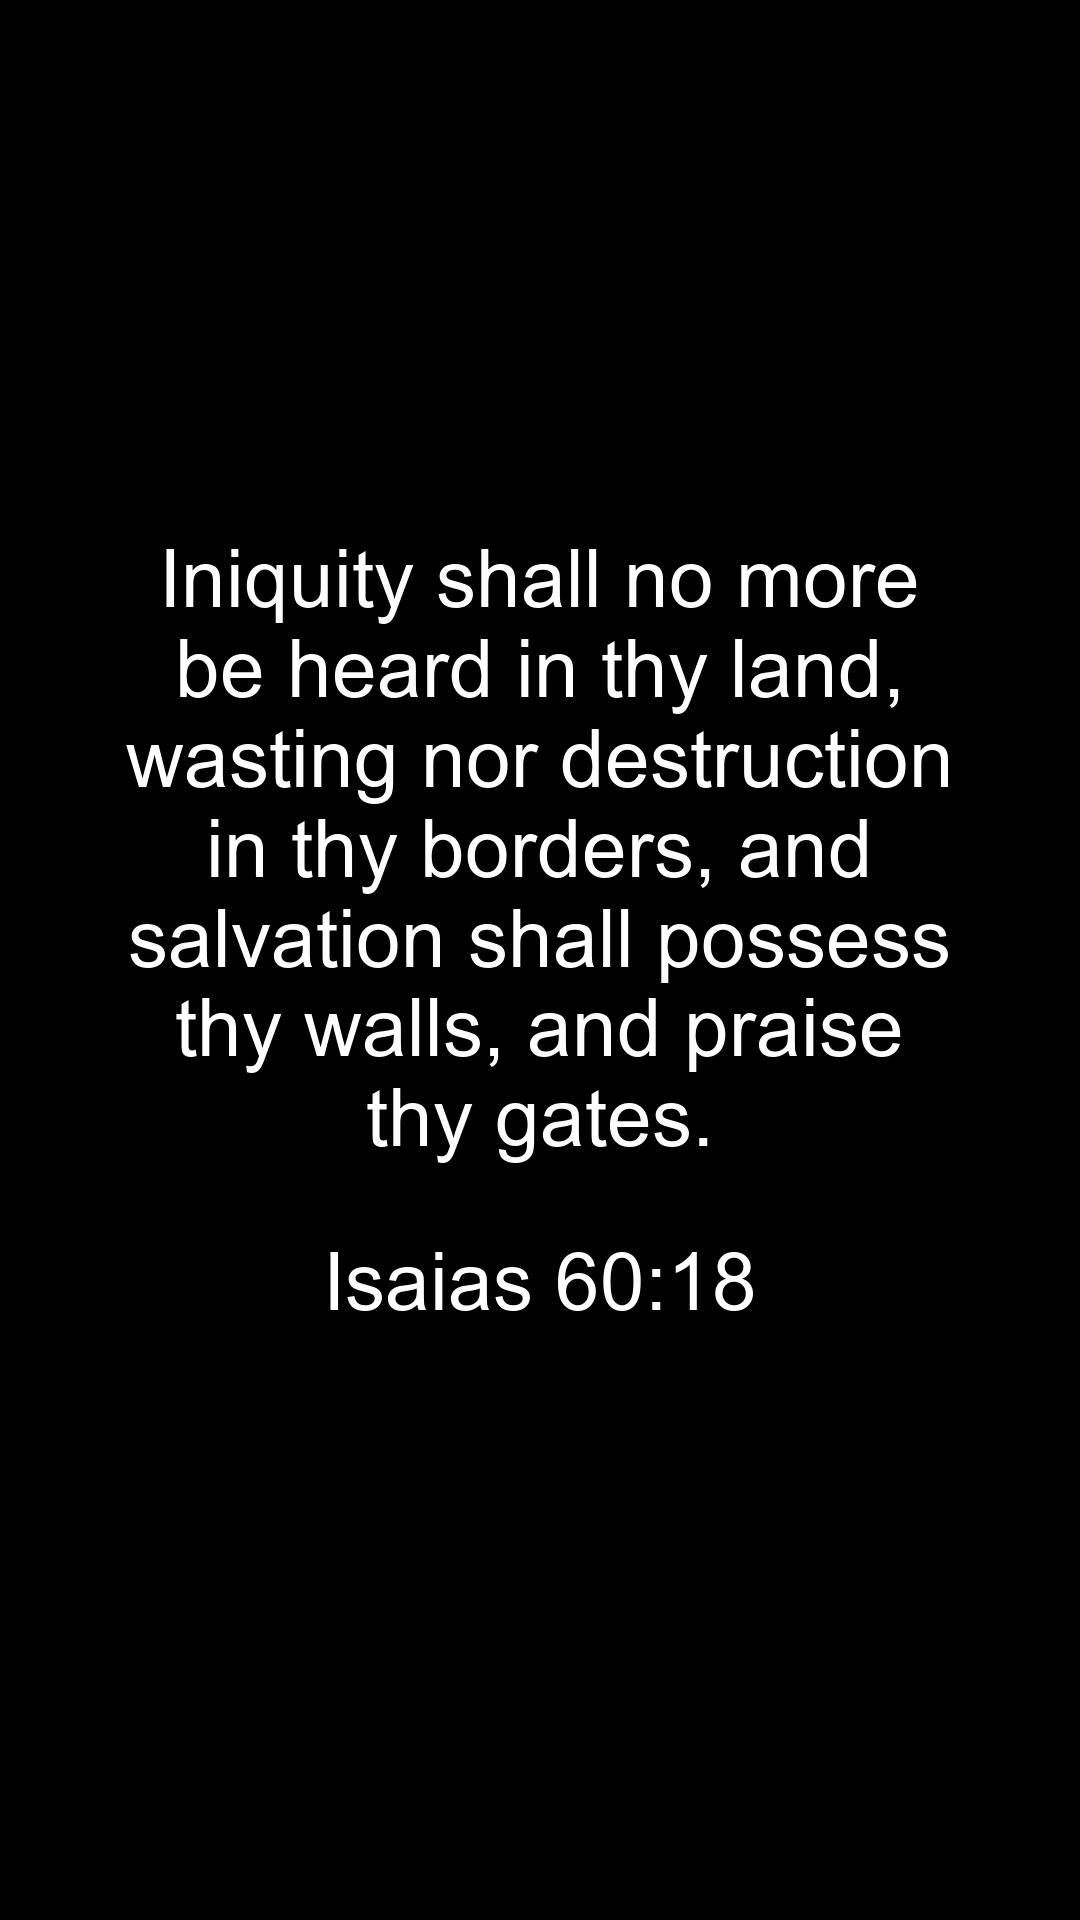 Iniquity shall no more
be heard in thy land,
wasting nor destruction
in thy borders, and
salvation shall possess
thy walls, and praise
thy gates.
Isaias 60:18